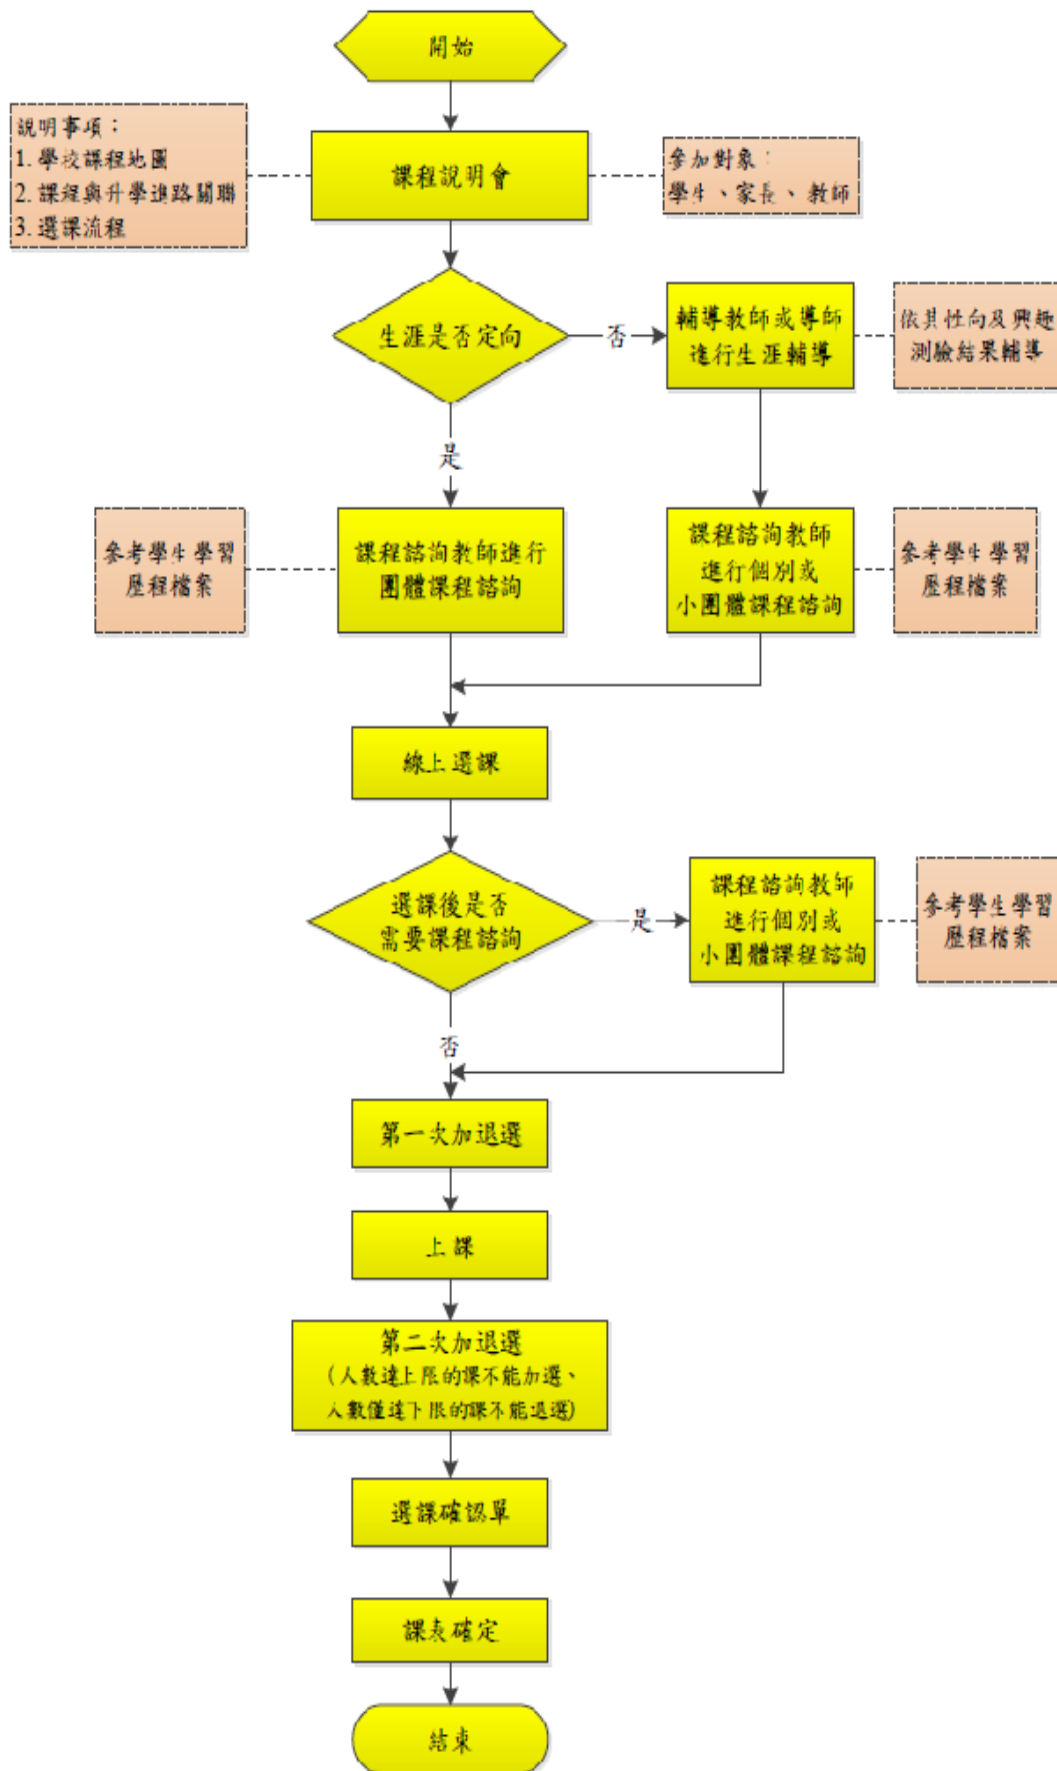 開始
說明事項：
1. 學校課程地圖
2. 課程與升學進路關聯
3. 選課流程
課程說明會
參加對象：
學生、家長、教師
生涯是否定向
否
輔導教師或導師
進行生涯輔導
依其性向及興趣
測驗結果輔導
是
參考學生學習
歷程檔案
課程諮詢教師進行
團體課程諮詢
課程諮詢教師
進行個別或
小團體課程諮詢
參考學生學習
歷程檔案
線上選課
選課後是否
需要課程諮詢
是
課程諮詢教師
進行個別或
小團體課程諮詢
參考學生學習
歷程檔案
否
第一次加退選
上課
第二次加退選
(人數達上限的課不能加選、
人數僅達下限的課不能退選)
選課確認單
課表確定
結束